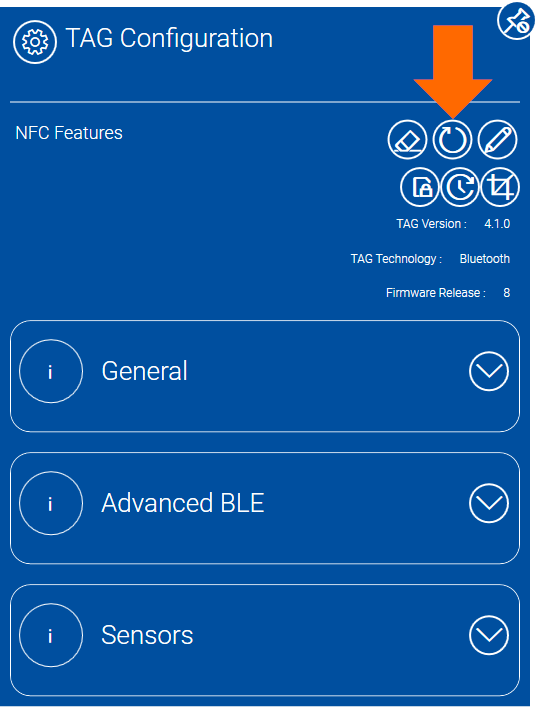 TAG Configuration
NFC Features
TAG Version : 4.1.0
TAG Technology : Bluetooth
Firmware Release : 8
i General
i Advanced BLE
i Sensors